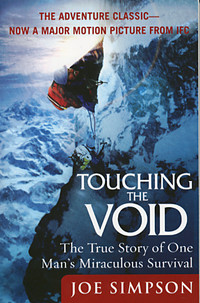 THE ADVENTURE CLASSIC—
NOW A MAJOR MOTION PICTURE FROM IFC
TOUCHING
THE
VOID
The True Story of One
Man's Miraculous Survival
JOE SIMPSON